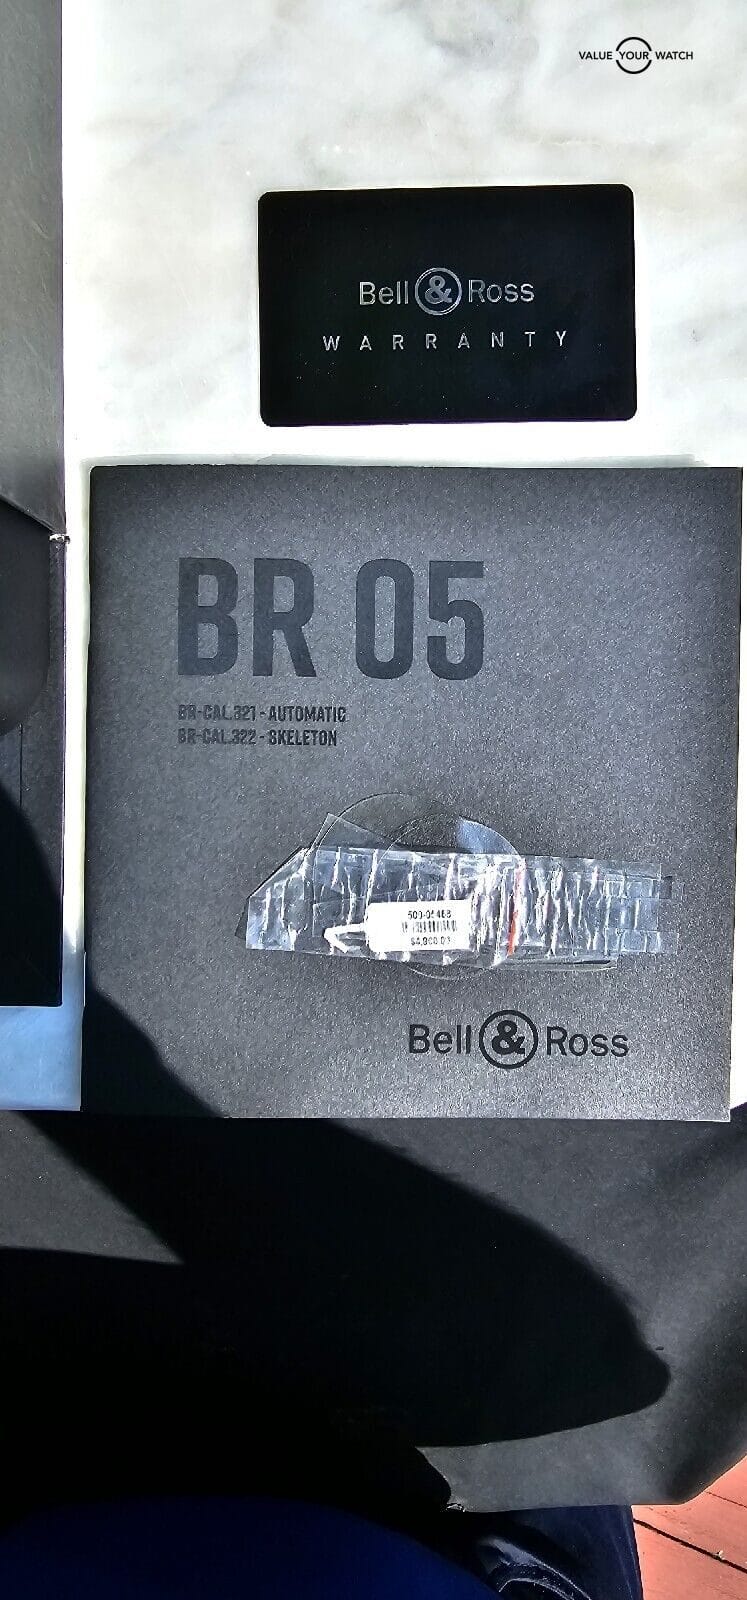 VALUE YOUR WATCH
Bell & Ross
WARRANTY
BR 05
BR-CAL.321 - AUTOMATIC
BR-CAL.322 - SKELETON
Bell & Ross